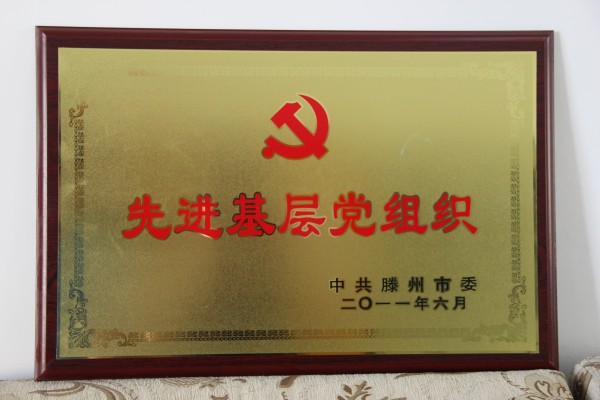 先进基层党组织
中共滕州市委
二〇一一年六月